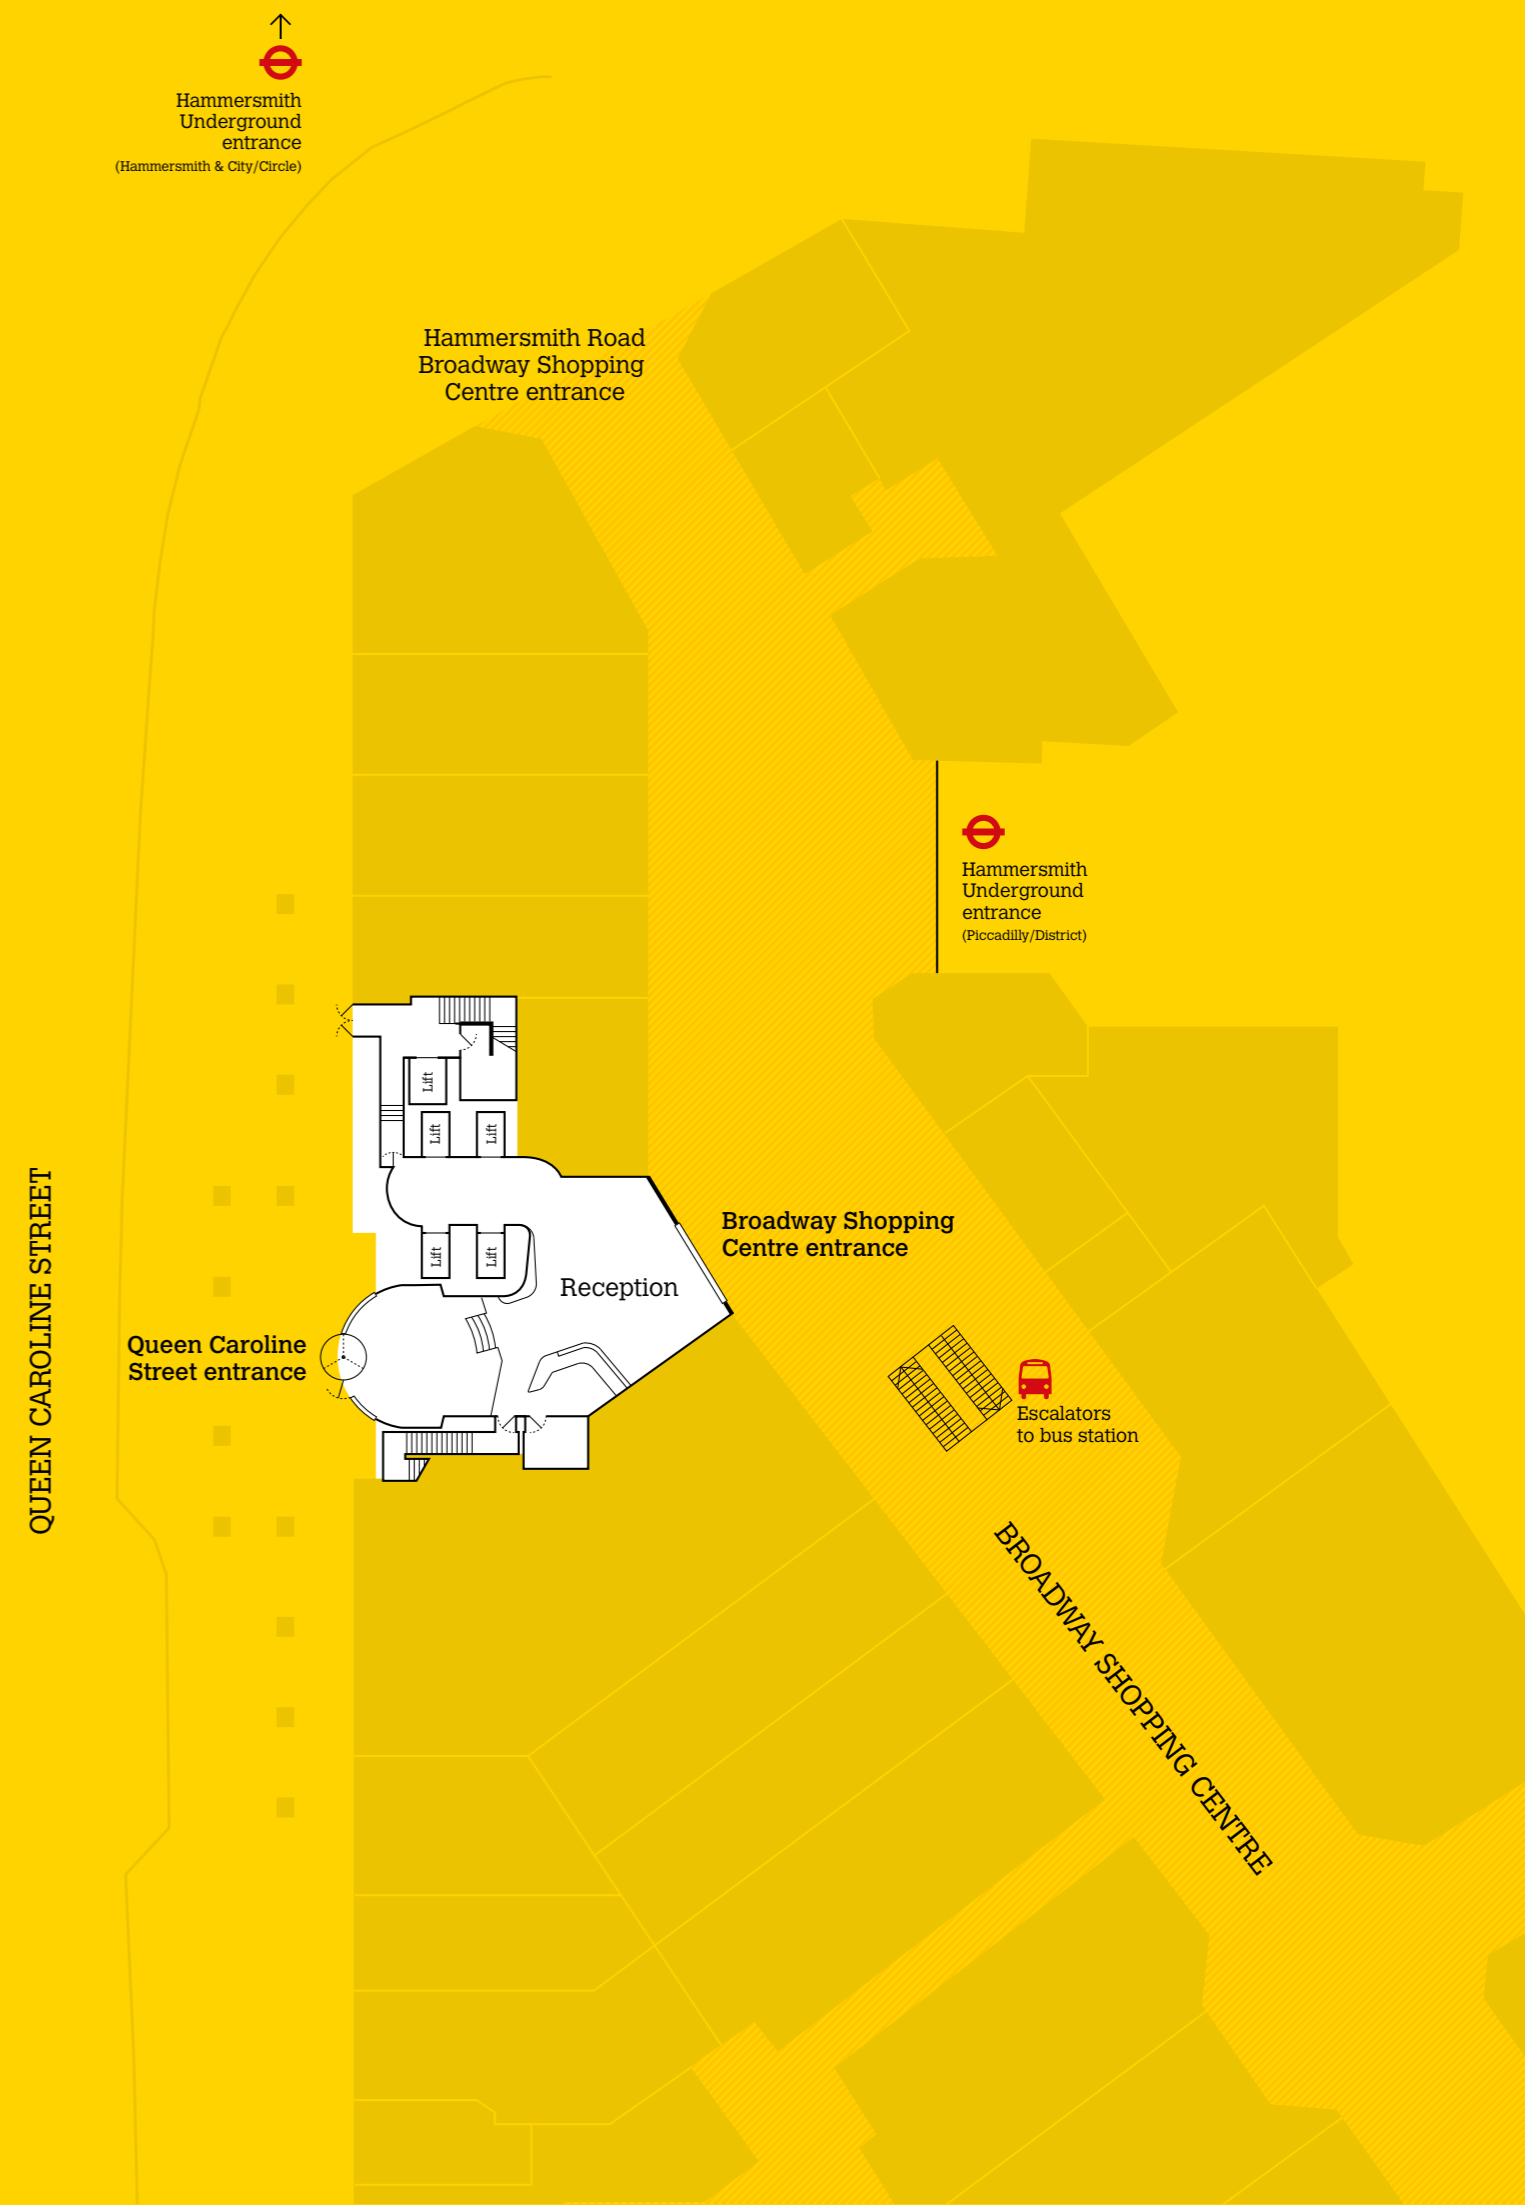 Hammersmith
Underground
entrance
(Hammersmith & City/Circle)
Hammersmith Road
Broadway Shopping
Centre entrance
Hammersmith
Underground
entrance
(Piccadilly/District)
Lift
Lift
Lift
Broadway Shopping
Centre entrance
Lift
Lift
Reception
Queen Caroline
Street entrance
QUEEN CAROLINE STREET
Escalators
to bus station
BROADWAY SHOPPING CENTRE